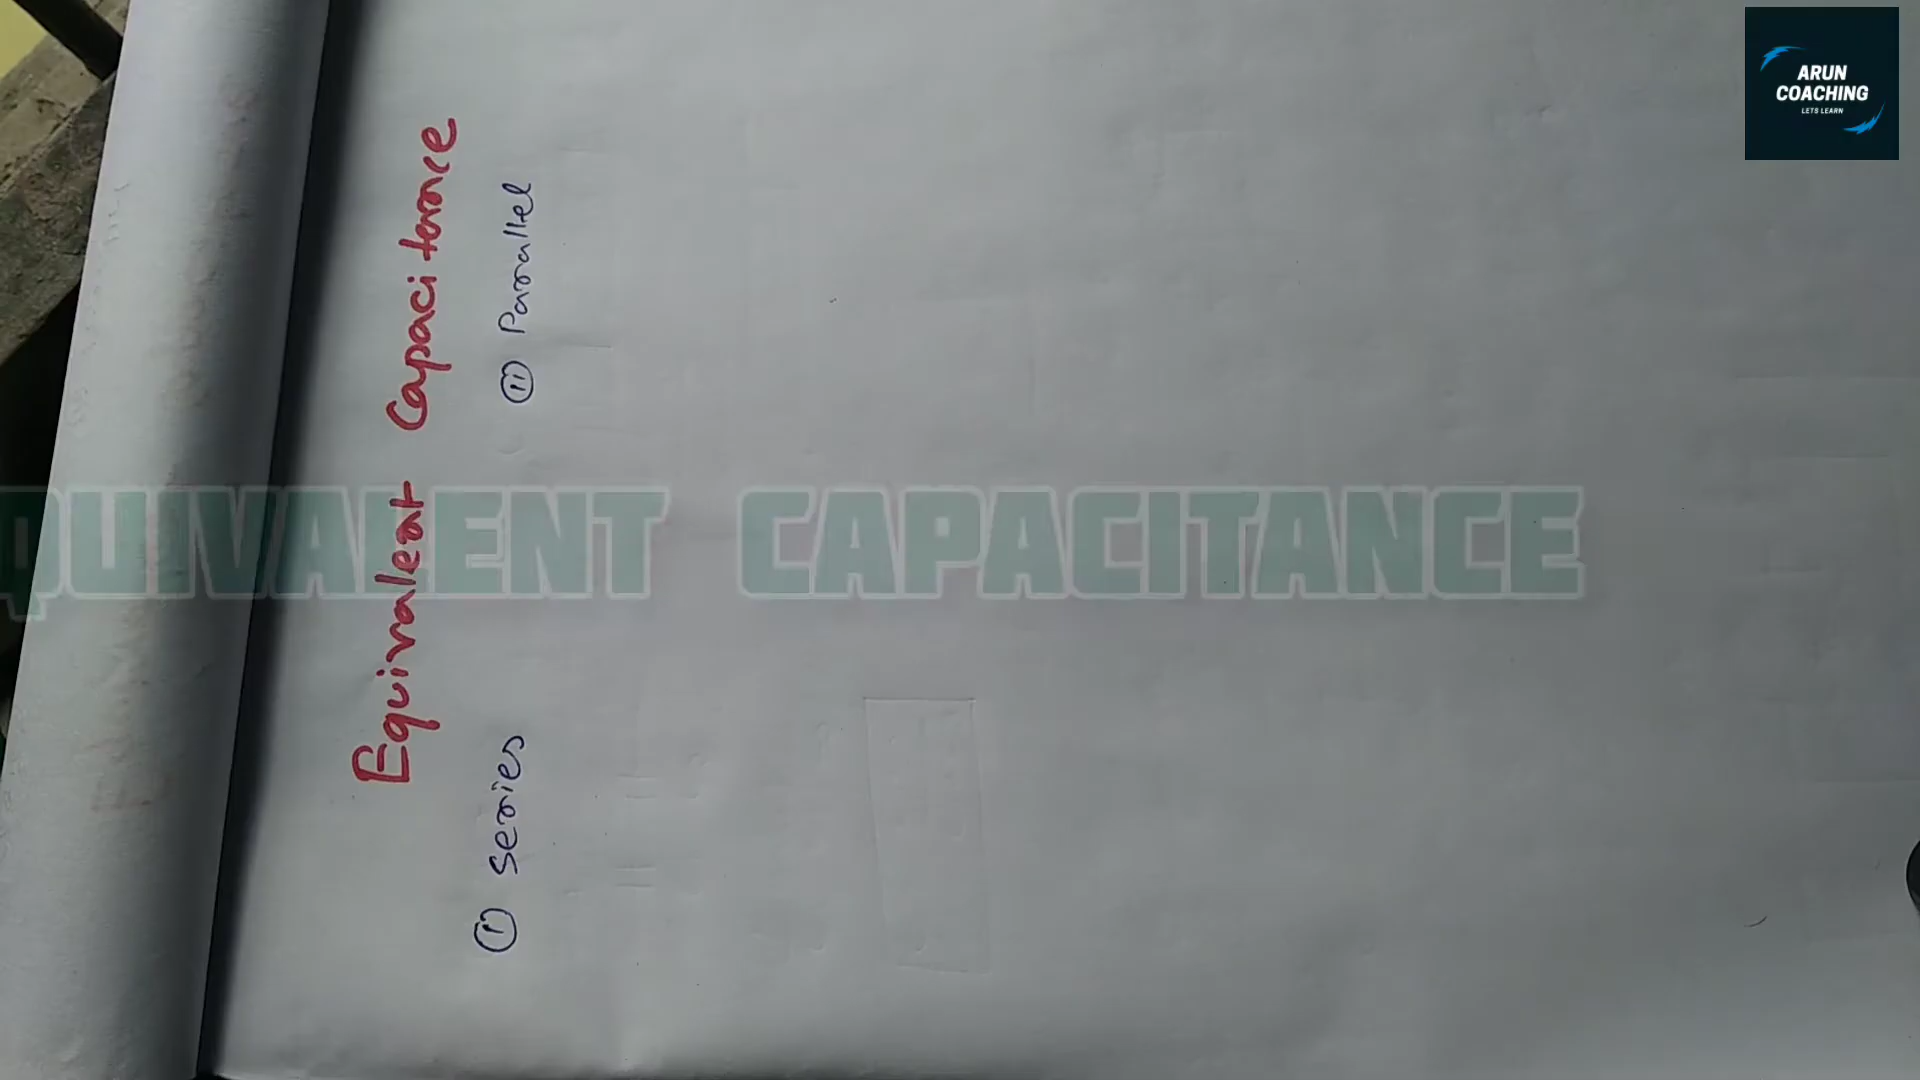 Equivalent Capacitance
(i) Series (ii) Parallel
QUIVALENT CAPACITANCE
ARUN
COACHING
LETS LEARN